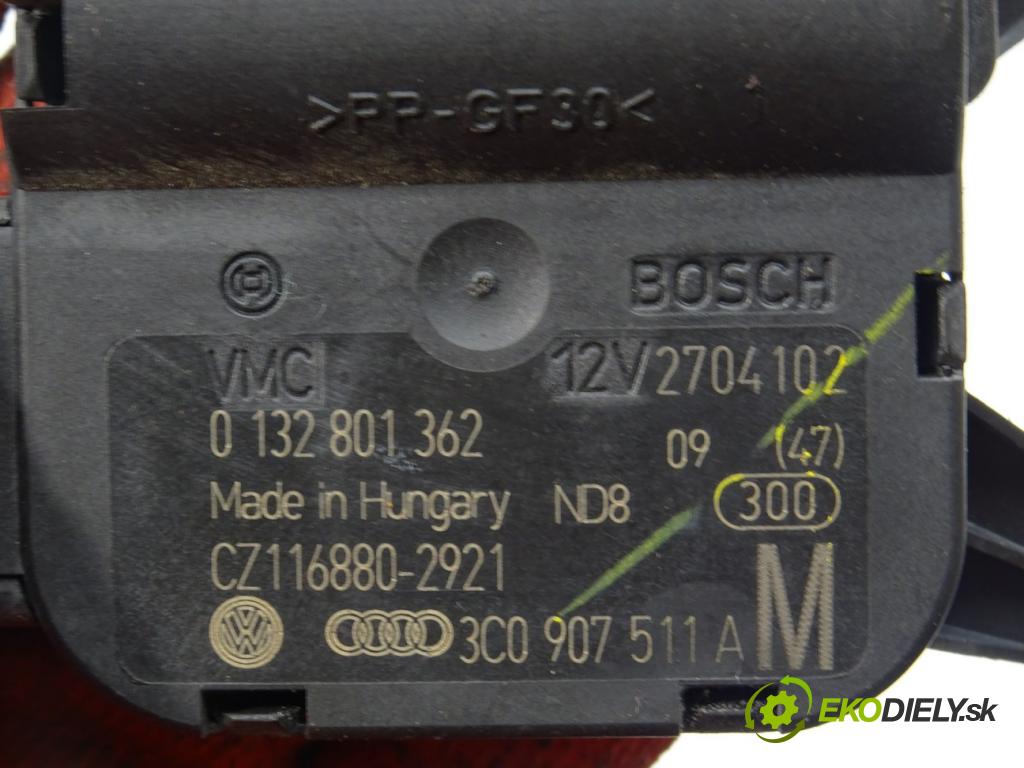 >PP-GF30<
BOSCH
VMC 12V 2704102
0 132 801 362 09 (47)
Made in Hungary ND8 300
CZ116880-2921
3C0 907 511 A M
EKODIELY.sk